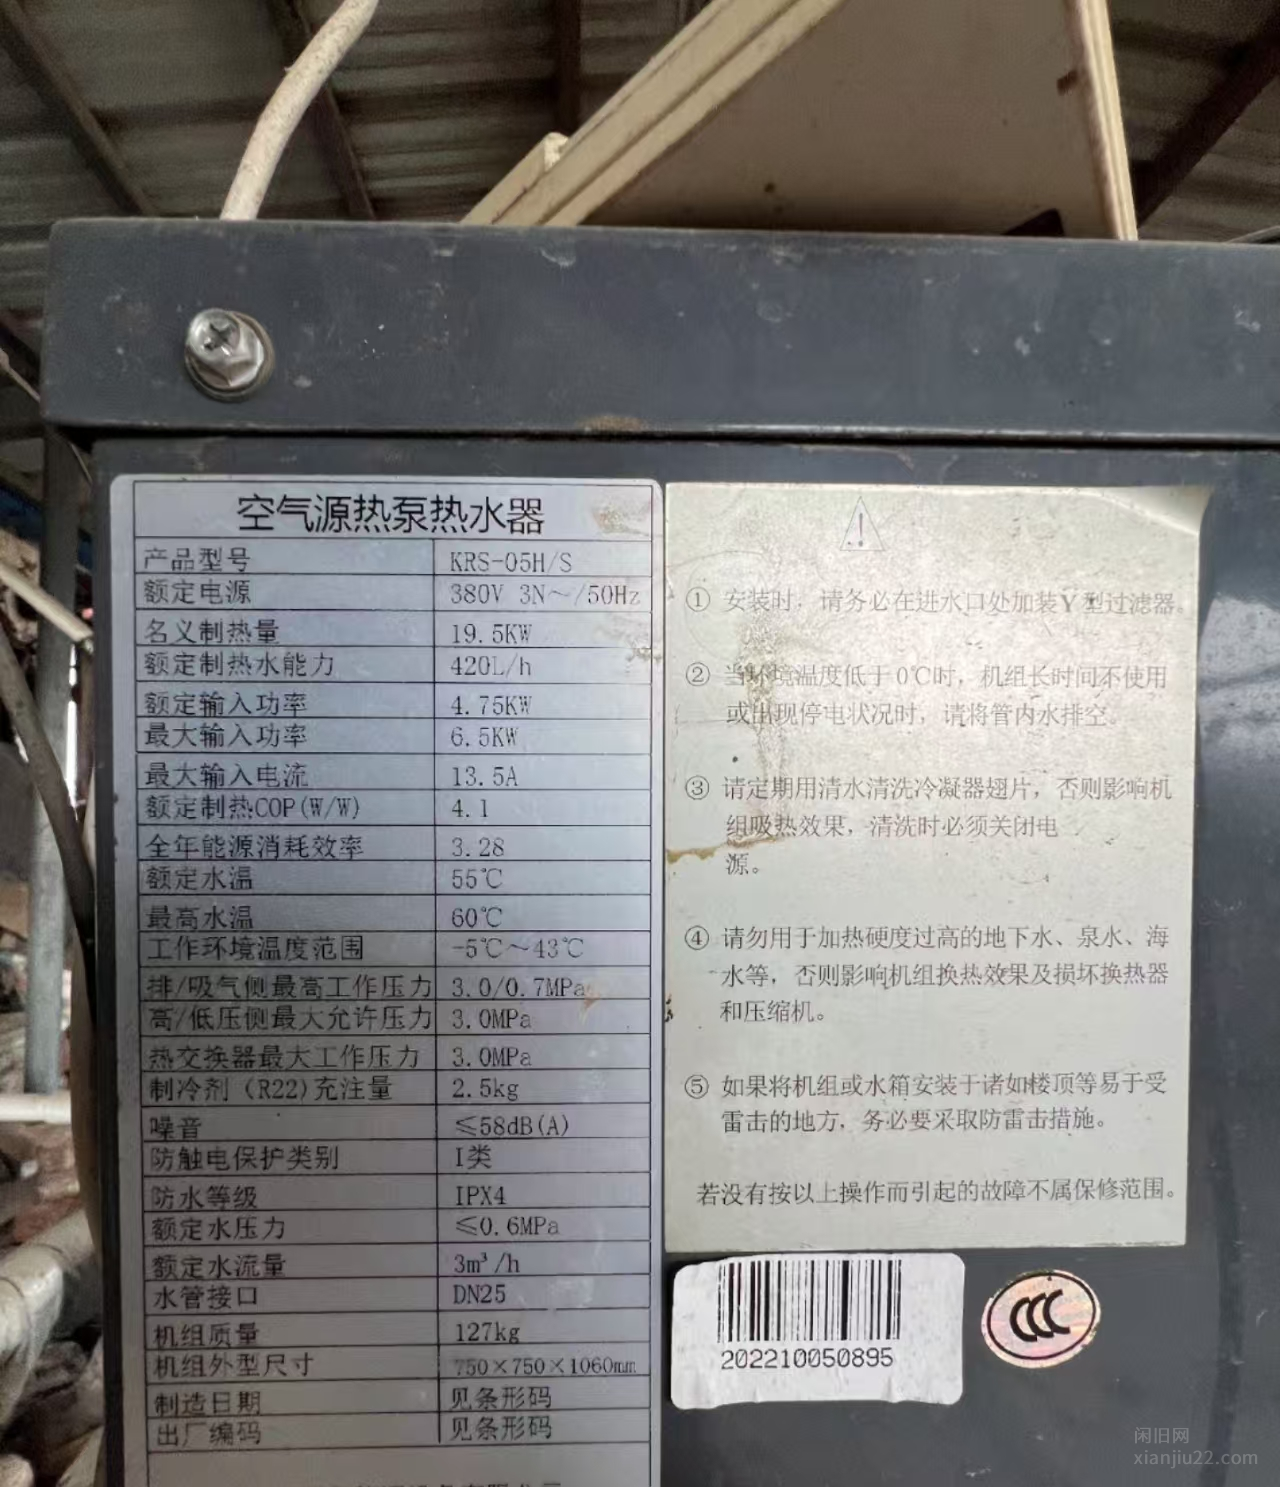 空气源热泵热水器
产品型号 KRS-05H/S
额定电源 380V 3N～/50Hz
名义制热量 19.5KW
额定制热水能力 420L/h
额定输入功率 4.75KW
最大输入功率 6.5KW
最大输入电流 13.5A
额定制热COP(W/W) 4.1
全年能源消耗效率 3.28
额定水温 55℃
最高水温 60℃
工作环境温度范围 -5℃～43℃
排/吸气侧最高工作压力 3.0/0.7MPa
高/低压侧最大允许压力 3.0MPa
热交换器最大工作压力 3.0MPa
制冷剂（R22)充注量 2.5kg
噪音 ≤58dB(A)
防触电保护类别 I类
防水等级 IPX4
额定水压力 ≤0.6MPa
额定水流量 3m³/h
水管接口 DN25
机组质量 127kg
机组外型尺寸 750×750×1060mm
制造日期 见条形码
出厂编码 见条形码
① 安装时，请务必在进水口处加装Y型过滤器。
② 当环境温度低于0℃时，机组长时间不使用
或出现停电状况时，请将管内水排空。
③ 请定期用清水清洗冷凝器翅片，否则影响机
组吸热效果，清洗时必须关闭电
源。
④ 请勿用于加热硬度过高的地下水、泉水、海
水等，否则影响机组换热效果及损坏换热器
和压缩机。
⑤ 如果将机组或水箱安装于诸如楼顶等易于受
雷击的地方，务必要采取防雷击措施。
若没有按以上操作而引起的故障不属保修范围。
202210050895
CCC
闲旧网
xianjiu22.com